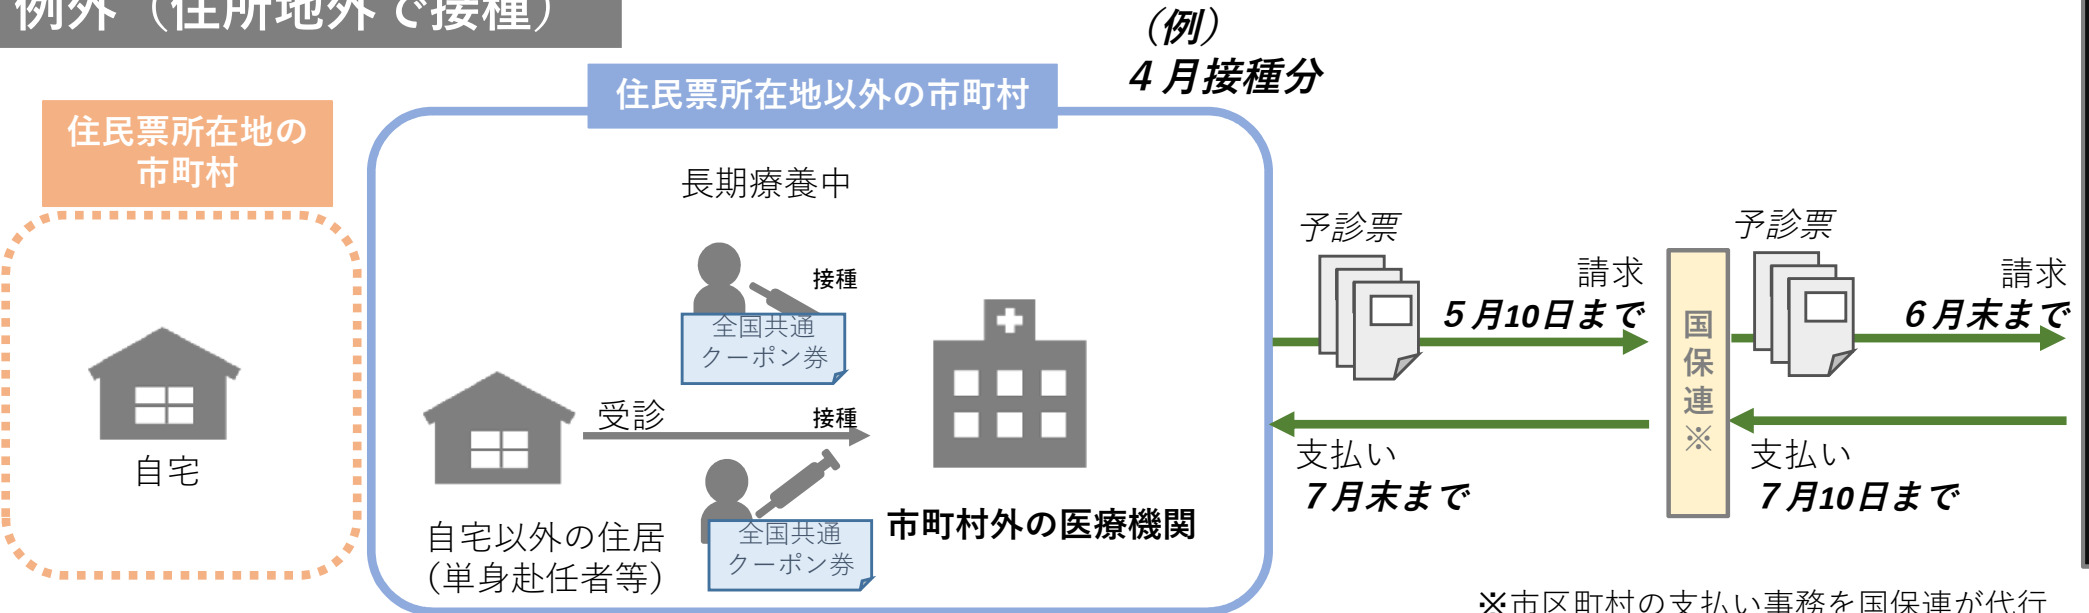 例外（住所地外で接種）
（例）
４月接種分
住民票所在地以外の市町村
住民票所在地の
市町村
長期療養中
接種
全国共通
クーポン券
受診
接種
全国共通
クーポン券
自宅
自宅以外の住居
（単身赴任者等）
市町村外の医療機関
予診票
請求
５月10日まで
支払い
７月末まで
国保連※
予診票
請求
６月末まで
支払い
７月10日まで
※市区町村の支払い事務を国保連が代行